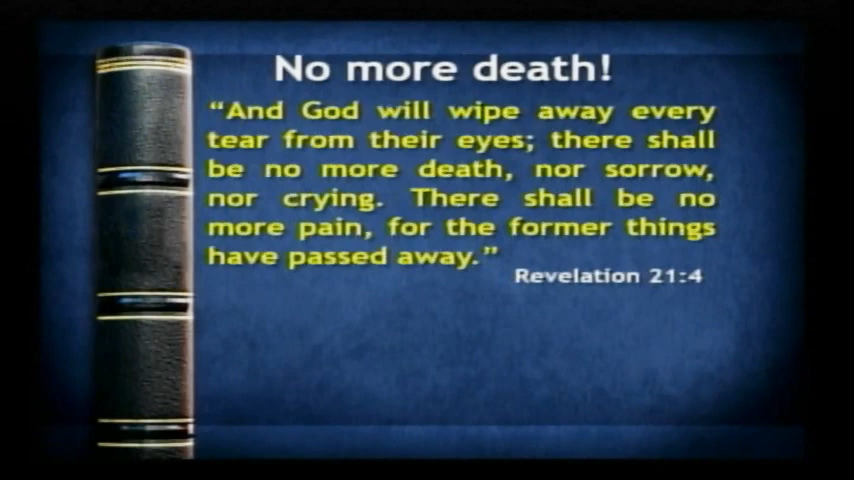 No more death!
“And God will wipe away every
tear from their eyes; there shall
be no more death, nor sorrow,
nor crying. There shall be no
more pain, for the former things
have passed away.”
Revelation 21:4